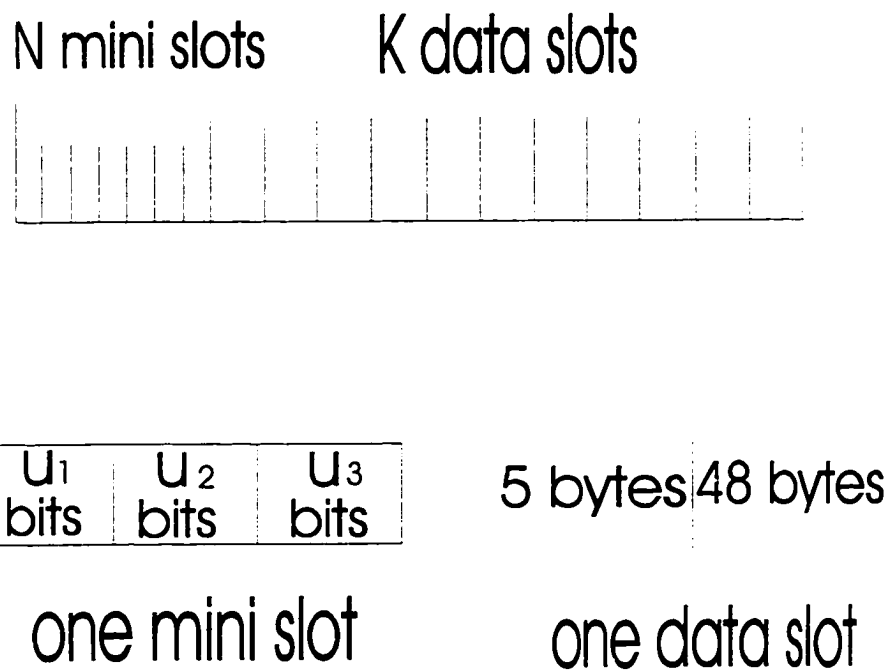 N mini slots K data slots
u1 u2 u3
bits bits bits
5 bytes 48 bytes
one mini slot one data slot